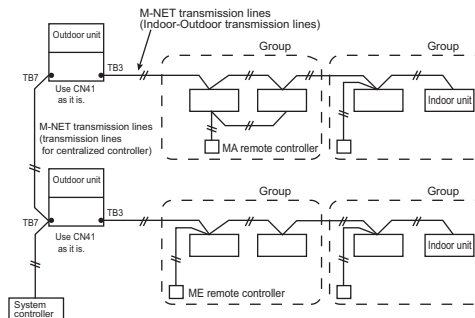 M-NET transmission lines
(Indoor-Outdoor transmission lines)
Group
Group
Outdoor unit
TB7
TB3
Use CN41
as it is.
Indoor unit
MA remote controller
M-NET transmission lines
(transmission lines
for centralized controller)
Outdoor unit
Group
Group
TB7
TB3
Use CN41
as it is.
Indoor unit
ME remote controller
System
controller